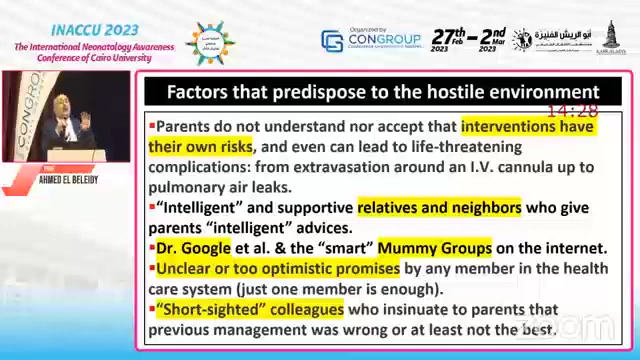 INACCU 2023
The International Neonatology Awareness
Conference of Cairo University
Organized by
CONGROUP
27th Feb 2023 – 2nd Mar 2023
أبو الريش المنيرة
Factors that predispose to the hostile environment
14:28
▪Parents do not understand nor accept that interventions have
their own risks, and even can lead to life-threatening
complications: from extravasation around an I.V. cannula up to
pulmonary air leaks.
▪“Intelligent” and supportive relatives and neighbors who give
parents “intelligent” advices.
▪Dr. Google et al. & the “smart” Mummy Groups on the internet.
▪Unclear or too optimistic promises by any member in the health
care system (just one member is enough).
▪“Short-sighted” colleagues who insinuate to parents that
previous management was wrong or at least not the best.
CONGROUP
AHMED EL BELEIDY
zoom